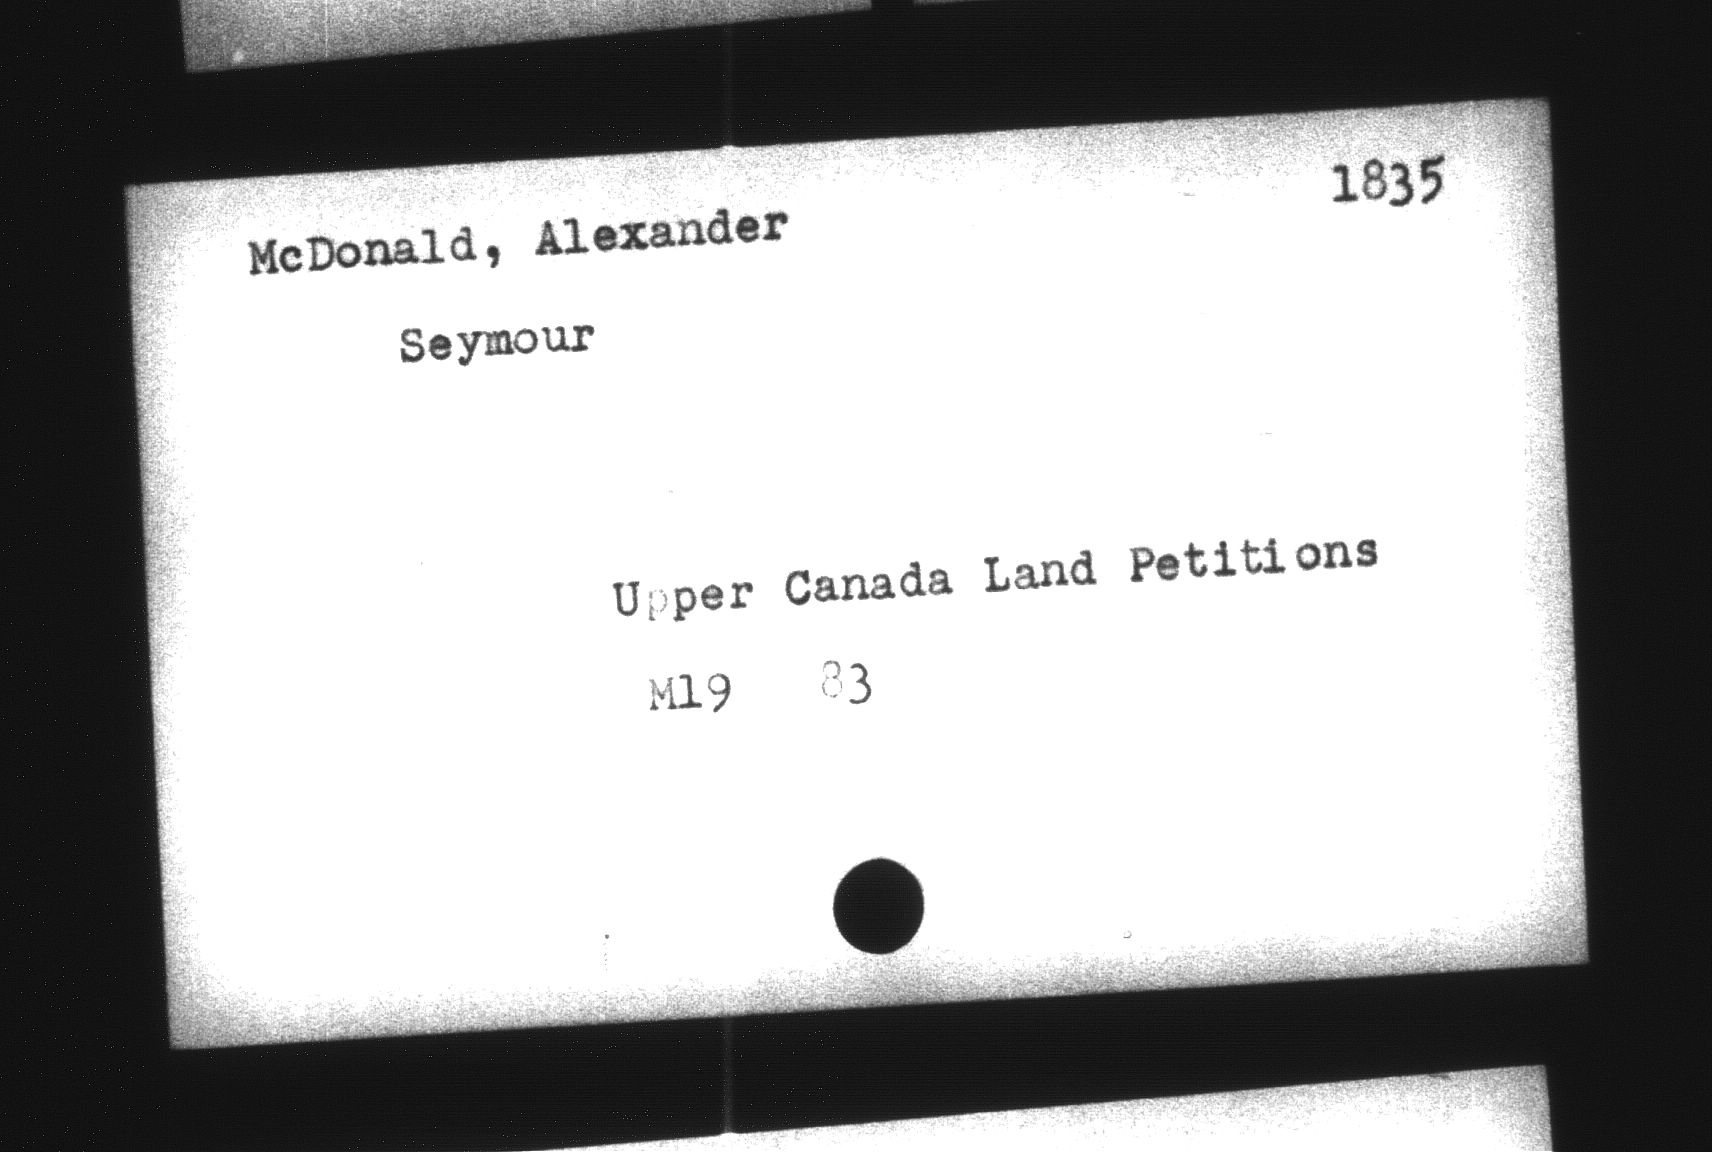 1835
McDonald, Alexander
Seymour
Upper Canada Land Petitions
M19 83